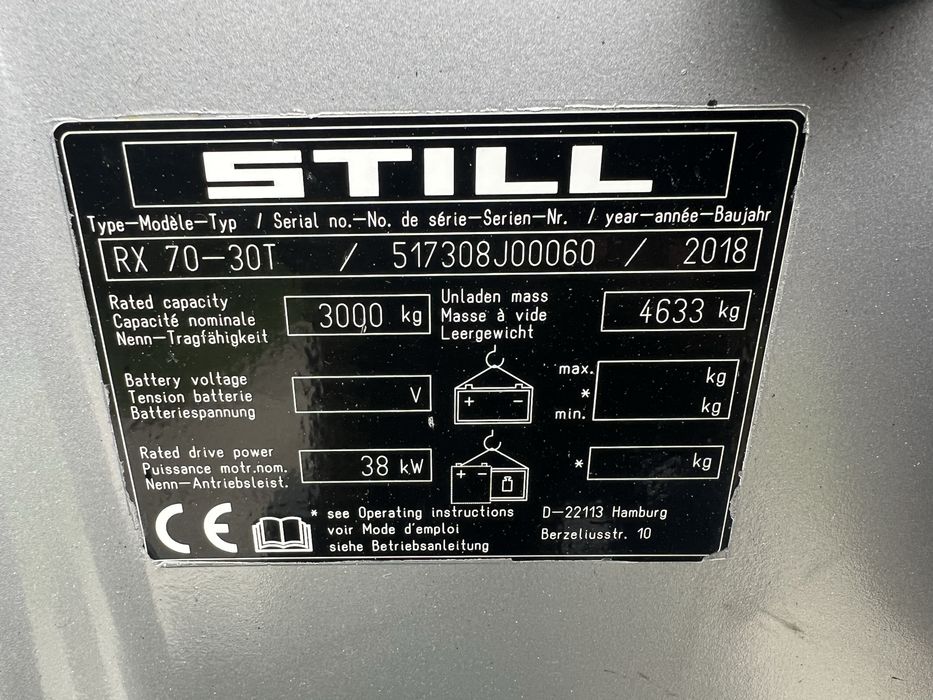 STILL
Type—Modèle—Typ / Serial no.—No. de série—Serien-Nr. / year—année—Baujahr
RX 70—30T / 517308J00060 / 2018
Rated capacity
Capacité nominale
Nenn—Tragfähigkeit
3000 kg
Unladen mass
Masse à vide
Leergewicht
4633 kg
Battery voltage
Tension batterie
Batteriespannung
V
+ −
max.
*
min.
kg
kg
Rated drive power
Puissance motr.nom.
Nenn—Antriebsleist.
38 kW
+ −
*
kg
CE
* see Operating instructions
voir Mode d'emploi
siehe Betriebsanleitung
D—22113 Hamburg
Berzeliusstr. 10